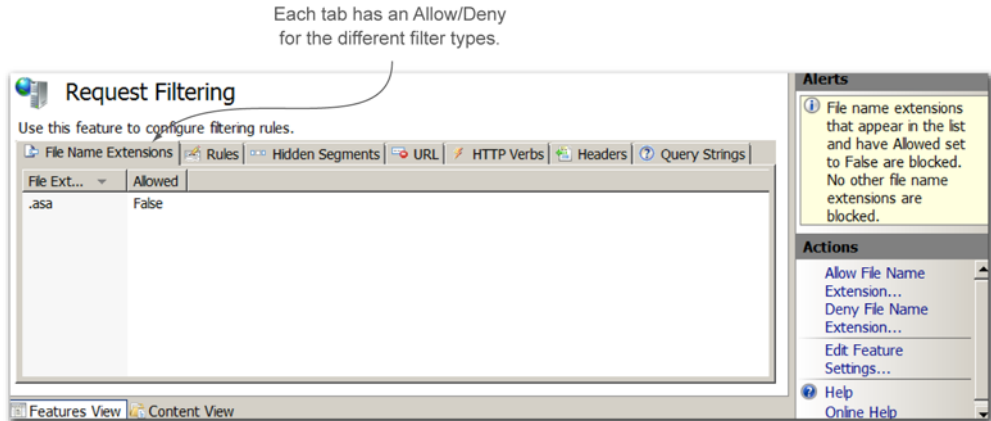 Each tab has an Allow/Deny
for the different filter types.
Request Filtering
Use this feature to configure filtering rules.
File Name Extensions Rules Hidden Segments URL HTTP Verbs Headers Query Strings
File Ext... Allowed
.asa False
Features View Content View
Alerts
File name extensions
that appear in the list
and have Allowed set
to False are blocked.
No other file name
extensions are
blocked.
Actions
Allow File Name
Extension...
Deny File Name
Extension...
Edit Feature
Settings...
Help
Online Help